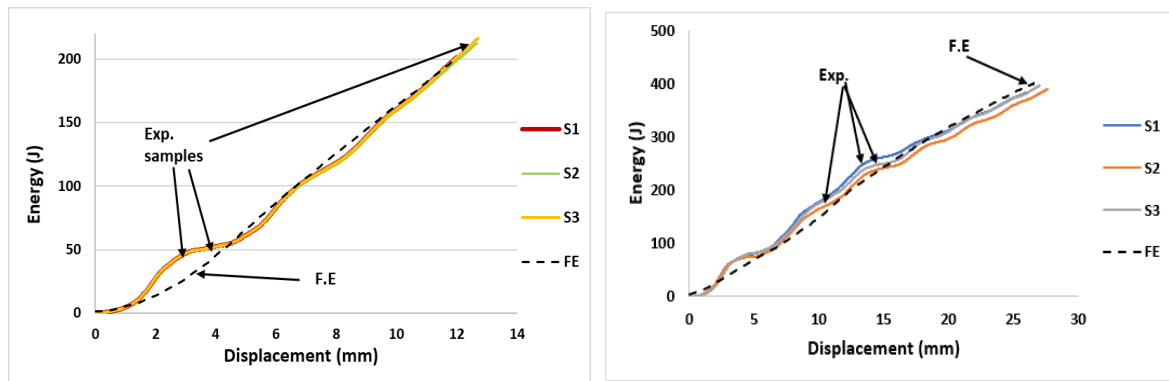 200
150
100
50
0
Energy (J)
0 2 4 6 8 10 12 14
Displacement (mm)
Exp.
samples
F.E
S1
S2
S3
FE
500
400
300
200
100
0
Energy (J)
0 5 10 15 20 25 30
Displacement (mm)
Exp.
F.E
S1
S2
S3
FE